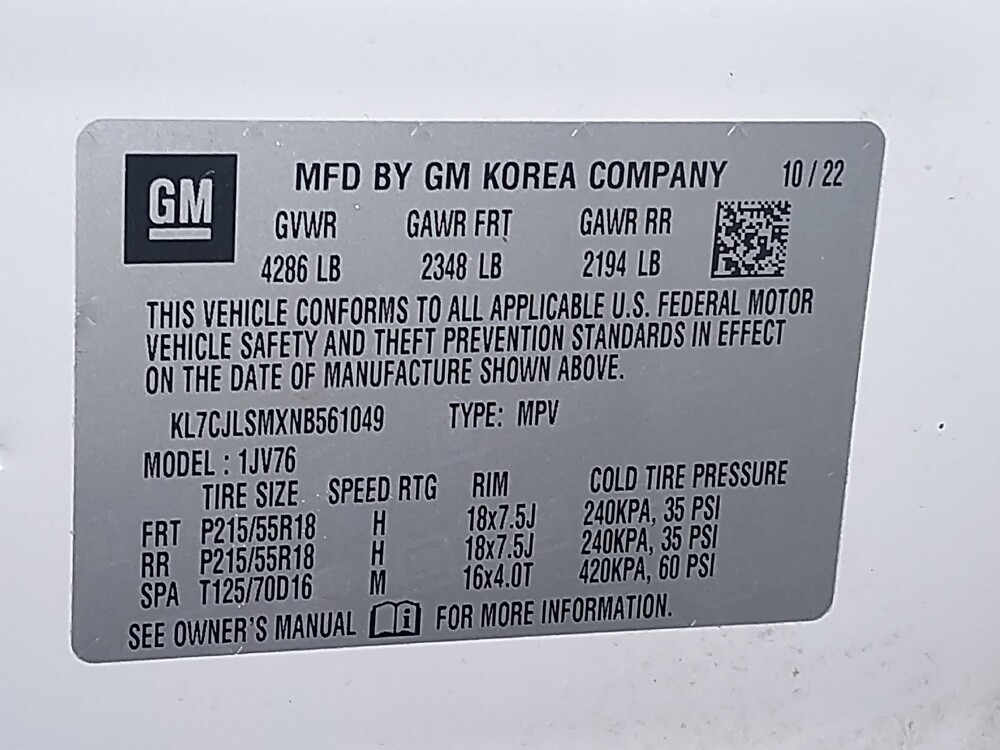 GM
MFD BY GM KOREA COMPANY 10 / 22
GVWR GAWR FRT GAWR RR
4286 LB 2348 LB 2194 LB
THIS VEHICLE CONFORMS TO ALL APPLICABLE U.S. FEDERAL MOTOR
VEHICLE SAFETY AND THEFT PREVENTION STANDARDS IN EFFECT
ON THE DATE OF MANUFACTURE SHOWN ABOVE.
KL7CJLSMXNB561049 TYPE: MPV
MODEL : 1JV76
TIRE SIZE SPEED RTG RIM COLD TIRE PRESSURE
FRT P215/55R18 H 18x7.5J 240KPA, 35 PSI
RR P215/55R18 H 18x7.5J 240KPA, 35 PSI
SPA T125/70D16 M 16x4.0T 420KPA, 60 PSI
SEE OWNER'S MANUAL i FOR MORE INFORMATION.